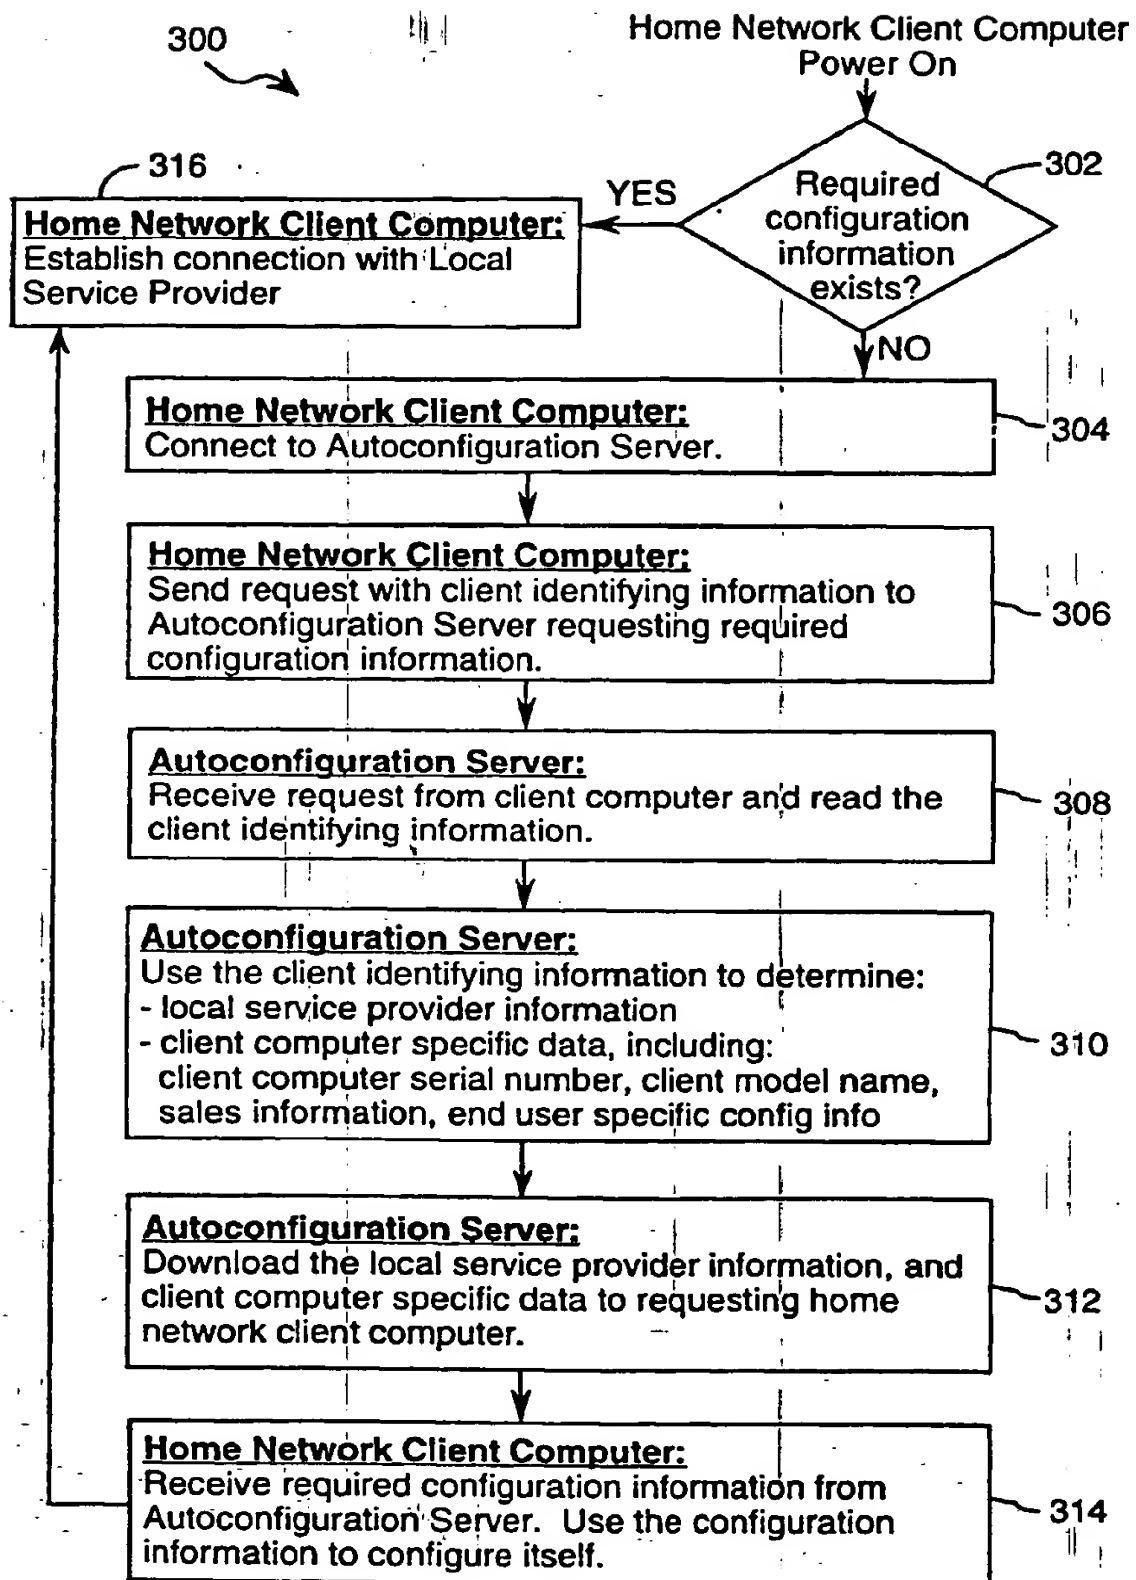 300
Home Network Client Computer
Power On
316
302
YES
Required
configuration
information
exists?
Home Network Client Computer:
Establish connection with Local
Service Provider
NO
Home Network Client Computer:
Connect to Autoconfiguration Server.
304
Home Network Client Computer:
Send request with client identifying information to
Autoconfiguration Server requesting required
configuration information.
306
Autoconfiguration Server:
Receive request from client computer and read the
client identifying information.
308
Autoconfiguration Server:
Use the client identifying information to determine:
- local service provider information
- client computer specific data, including:
client computer serial number, client model name,
sales information, end user specific config info
310
Autoconfiguration Server:
Download the local service provider information, and
client computer specific data to requesting home
network client computer.
312
Home Network Client Computer:
Receive required configuration information from
Autoconfiguration Server. Use the configuration
information to configure itself.
314